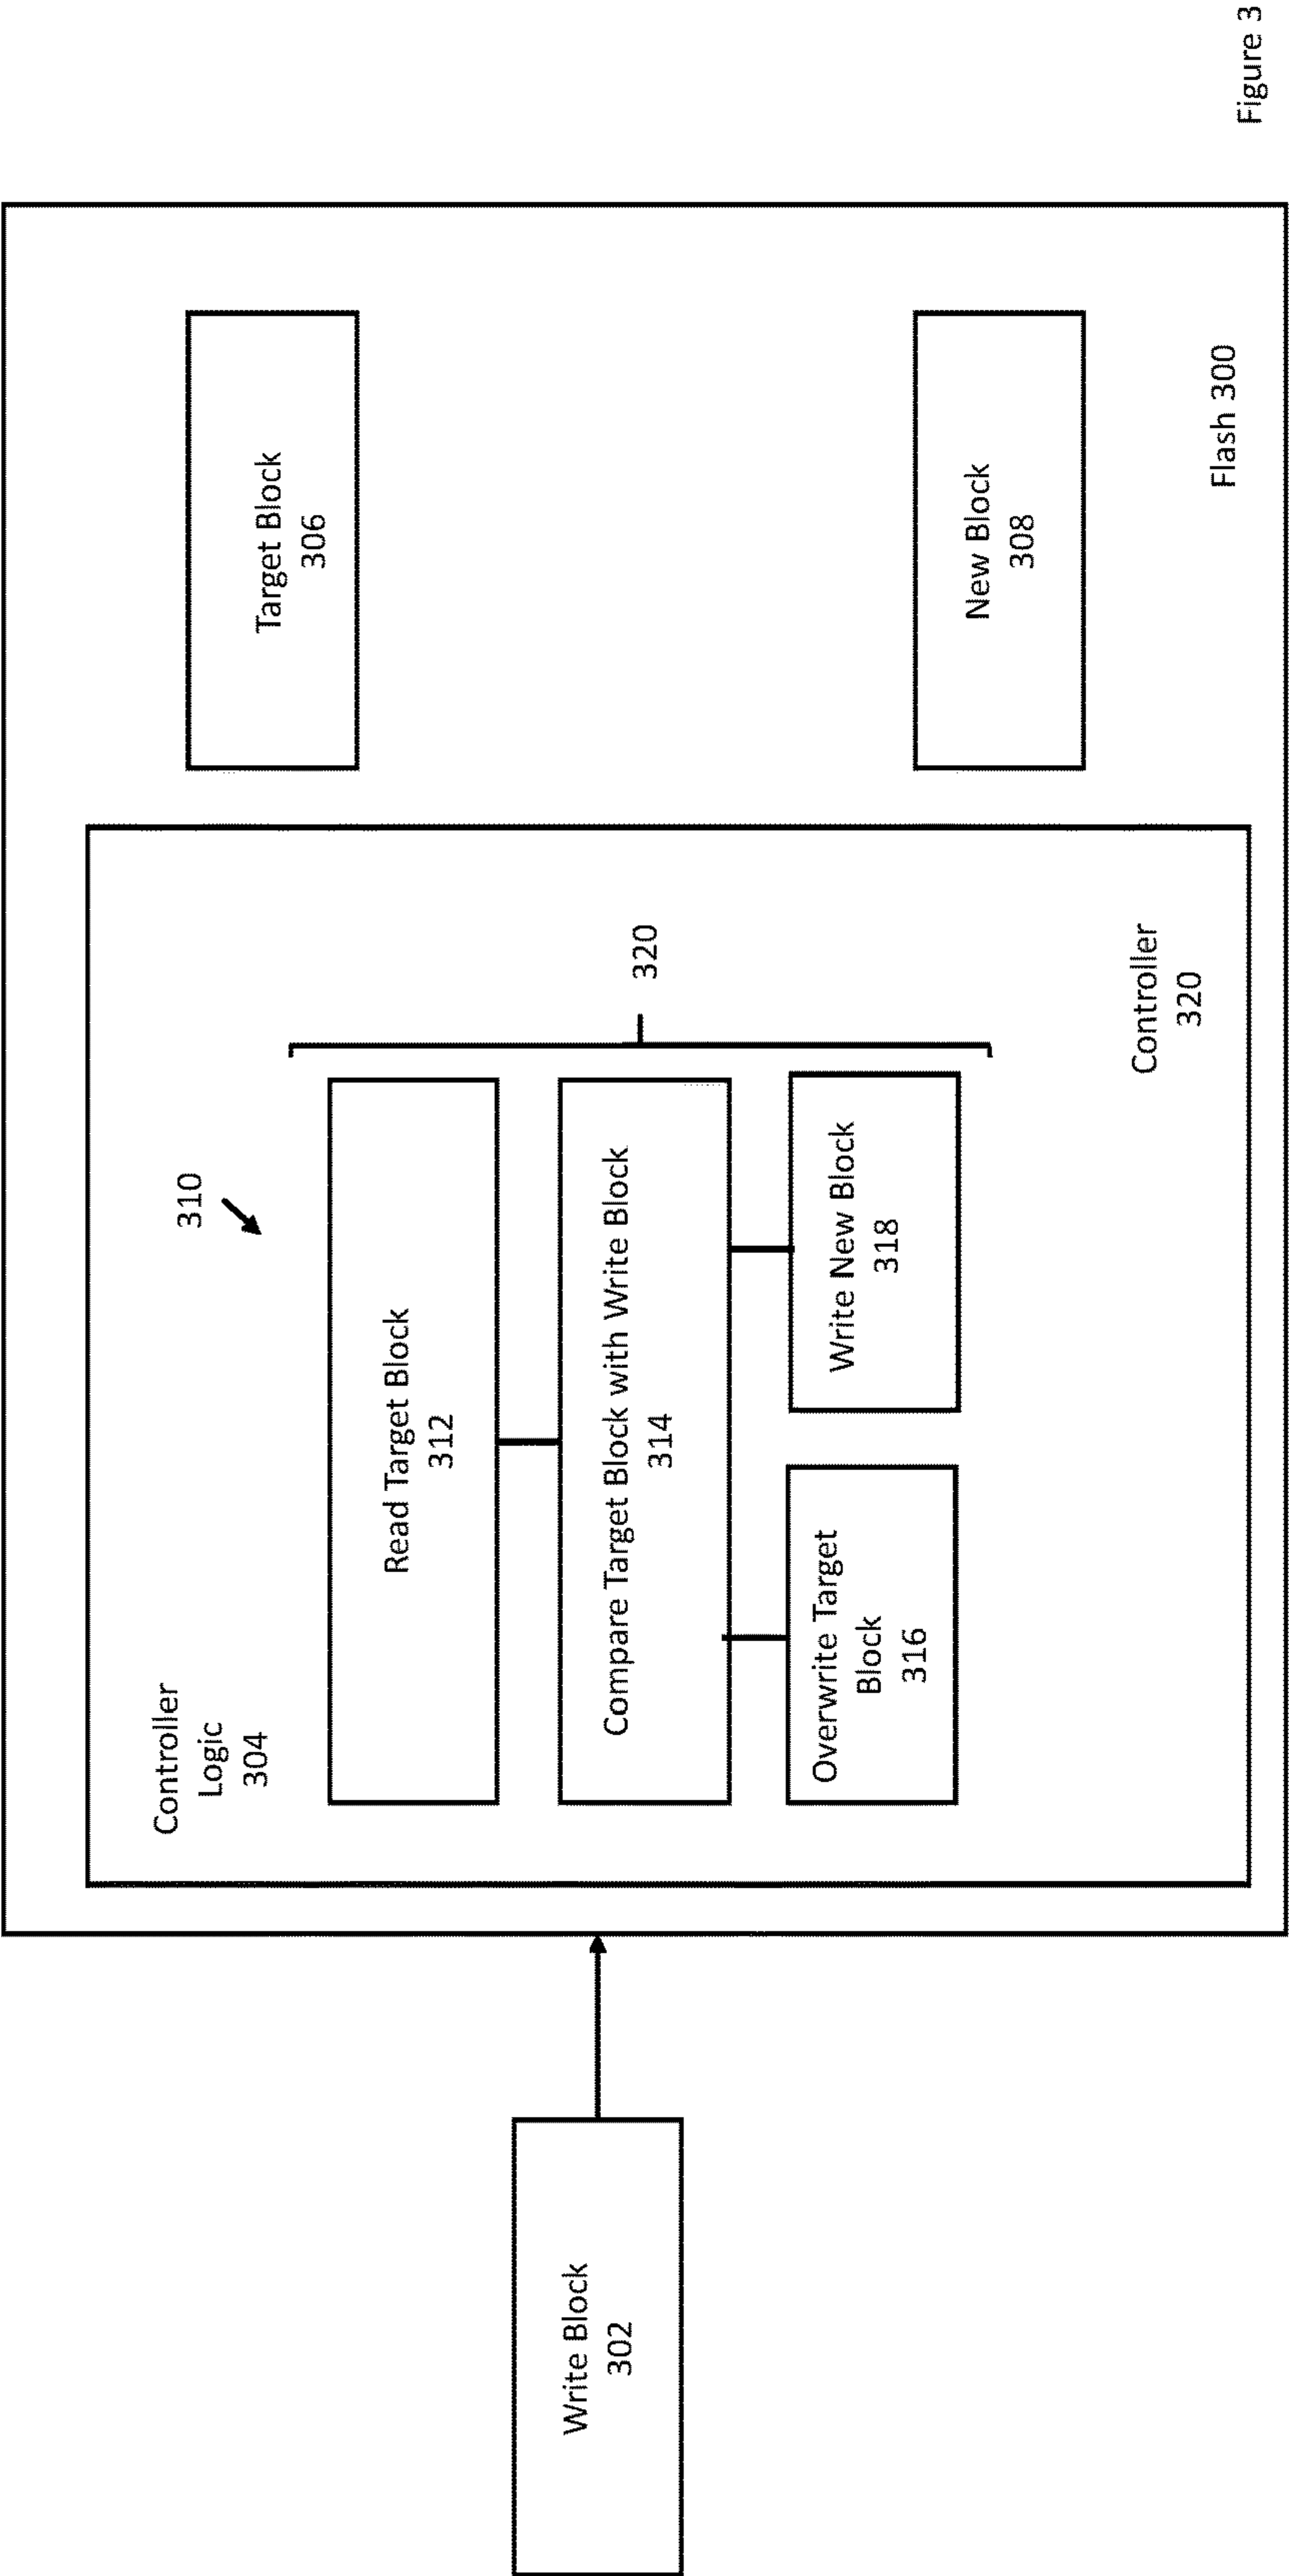 Write Block
302
Controller
Logic
304
310
Read Target Block
312
Compare Target Block with Write Block
314
Overwrite Target
Block
316
Write New Block
318
320
Controller
320
Target Block
306
New Block
308
Flash 300
Figure 3